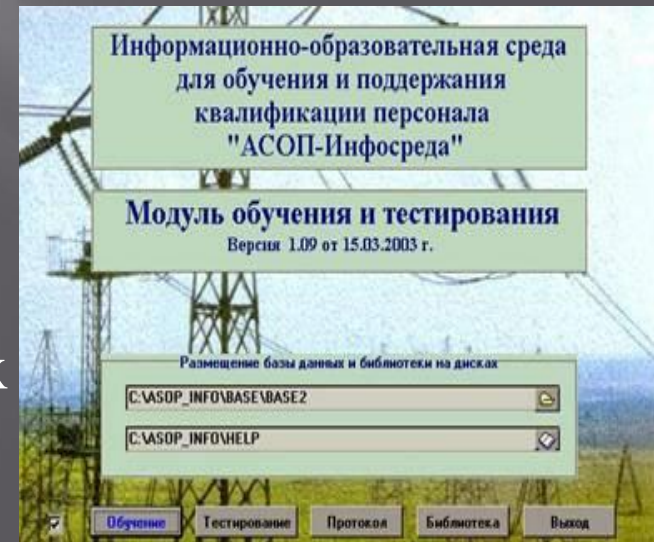 Информационно-образовательная среда
для обучения и поддержания
квалификации персонала
"АСОП-Инфосреда"
Модуль обучения и тестирования
Версия 1.09 от 15.03.2003 г.
Размещение базы данных и библиотеки на дисках
C:\ASOP_INFO\BASE\BASE2
C:\ASOP_INFO\HELP
Обучение Тестирование Протокол Библиотека Выход